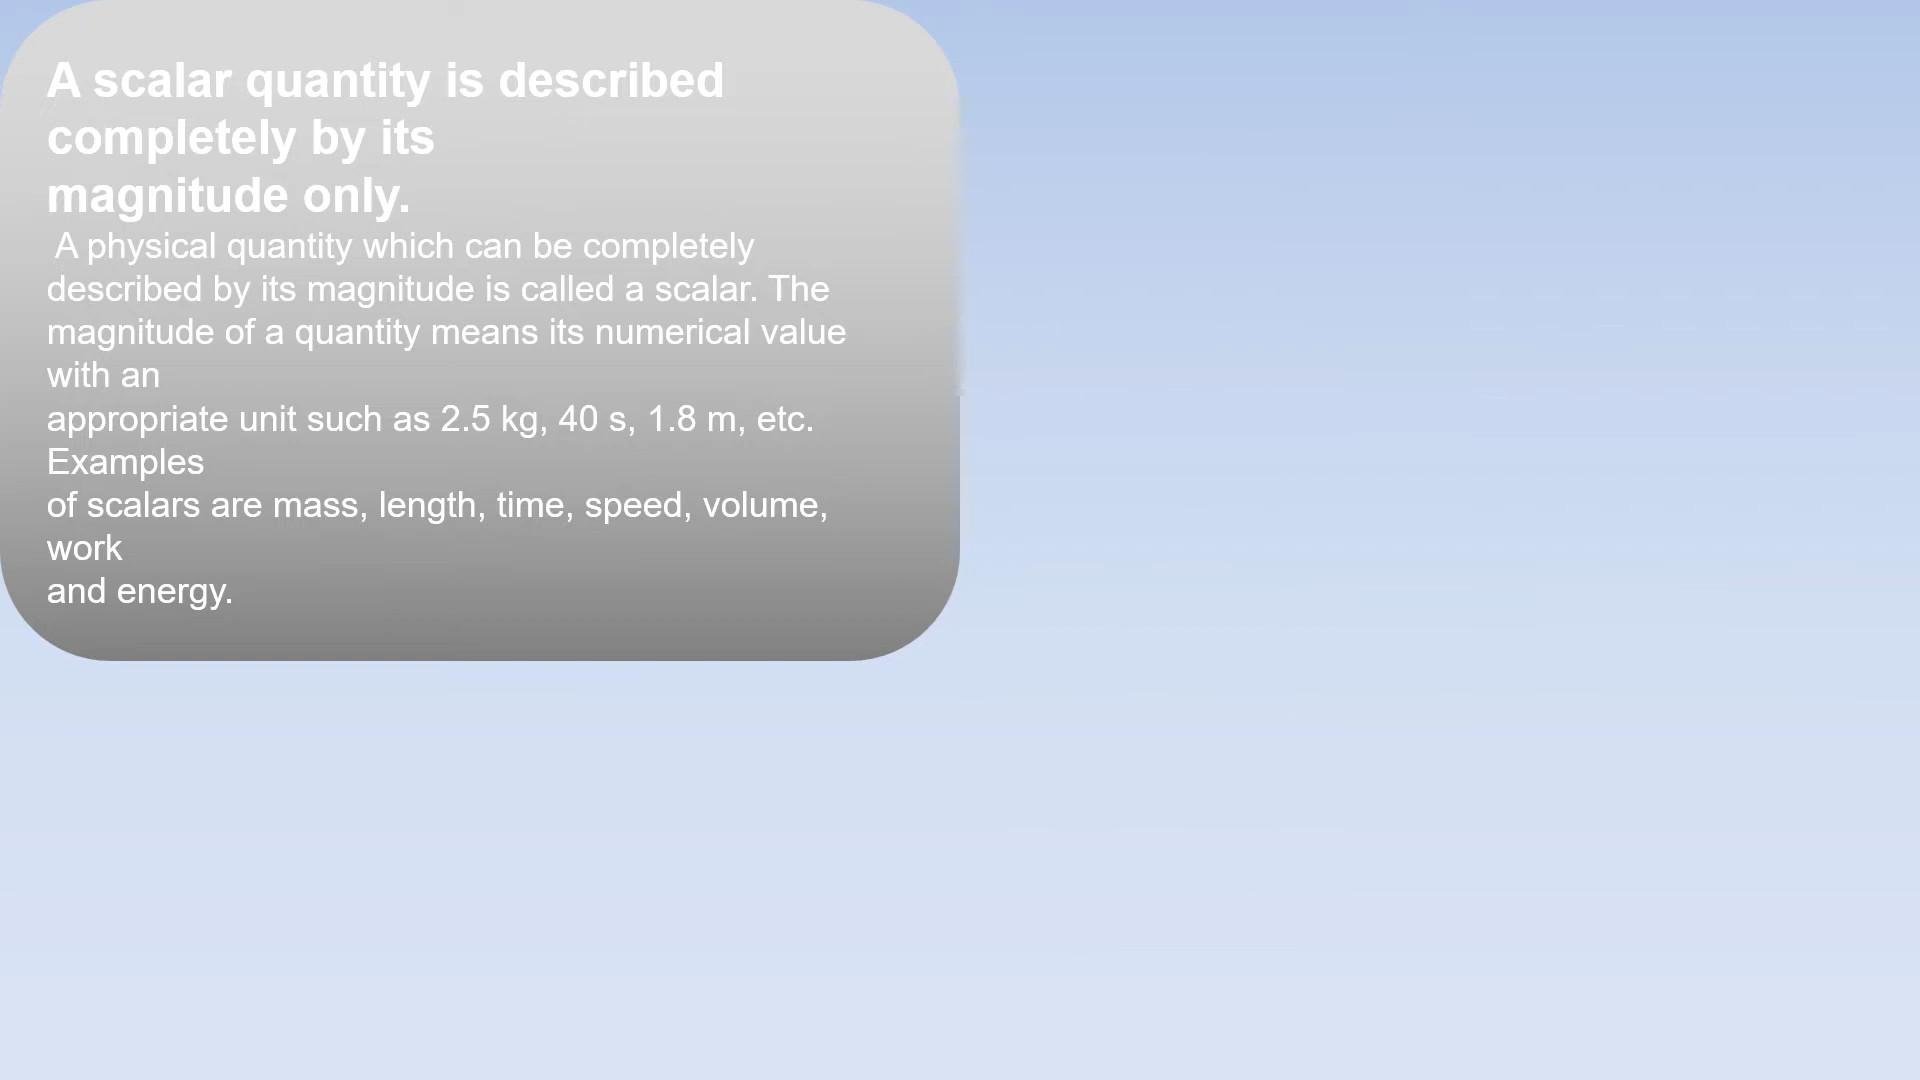 A scalar quantity is described
completely by its
magnitude only.
A physical quantity which can be completely
described by its magnitude is called a scalar. The
magnitude of a quantity means its numerical value
with an
appropriate unit such as 2.5 kg, 40 s, 1.8 m, etc.
Examples
of scalars are mass, length, time, speed, volume,
work
and energy.